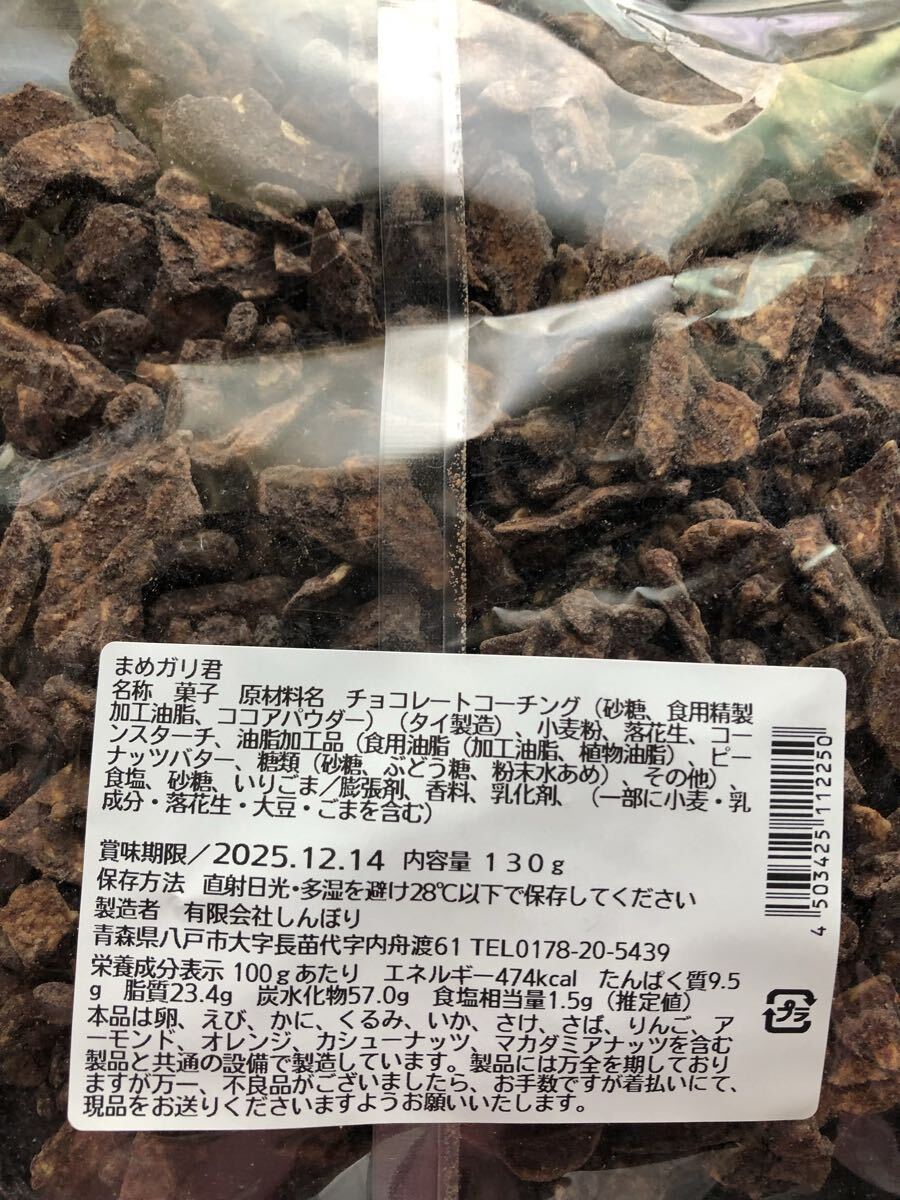 まめガリ君
名称　菓子　原材料名　チョコレートコーチング（砂糖、食用精製
加工油脂、ココアパウダー）（タイ製造）、小麦粉、落花生、コー
ンスターチ、油脂加工品（食用油脂（加工油脂、植物油脂）、ピー
ナッツバター、糖類（砂糖、ぶどう糖、粉末水あめ）、その他）、
食塩、砂糖、いりごま／膨張剤、香料、乳化剤、（一部に小麦・乳
成分・落花生・大豆・ごまを含む）
賞味期限／2025.12.14 内容量 130g
保存方法　直射日光・多湿を避け28℃以下で保存してください
製造者　有限会社しんぼり
青森県八戸市大字長苗代字内舟渡61 TEL0178-20-5439
栄養成分表示 100gあたり　エネルギー474kcal　たんぱく質9.5
g　脂質23.4g　炭水化物57.0g　食塩相当量1.5g（推定値）
本品は卵、えび、かに、くるみ、いか、さけ、さば、りんご、ア
ーモンド、オレンジ、カシューナッツ、マカダミアナッツを含む
製品と共通の設備で製造しています。製品には万全を期しており
ますが万一、不良品がございましたら、お手数ですが着払いにて、
現品をお送りくださいますようお願いいたします。
4503425112250
プラ